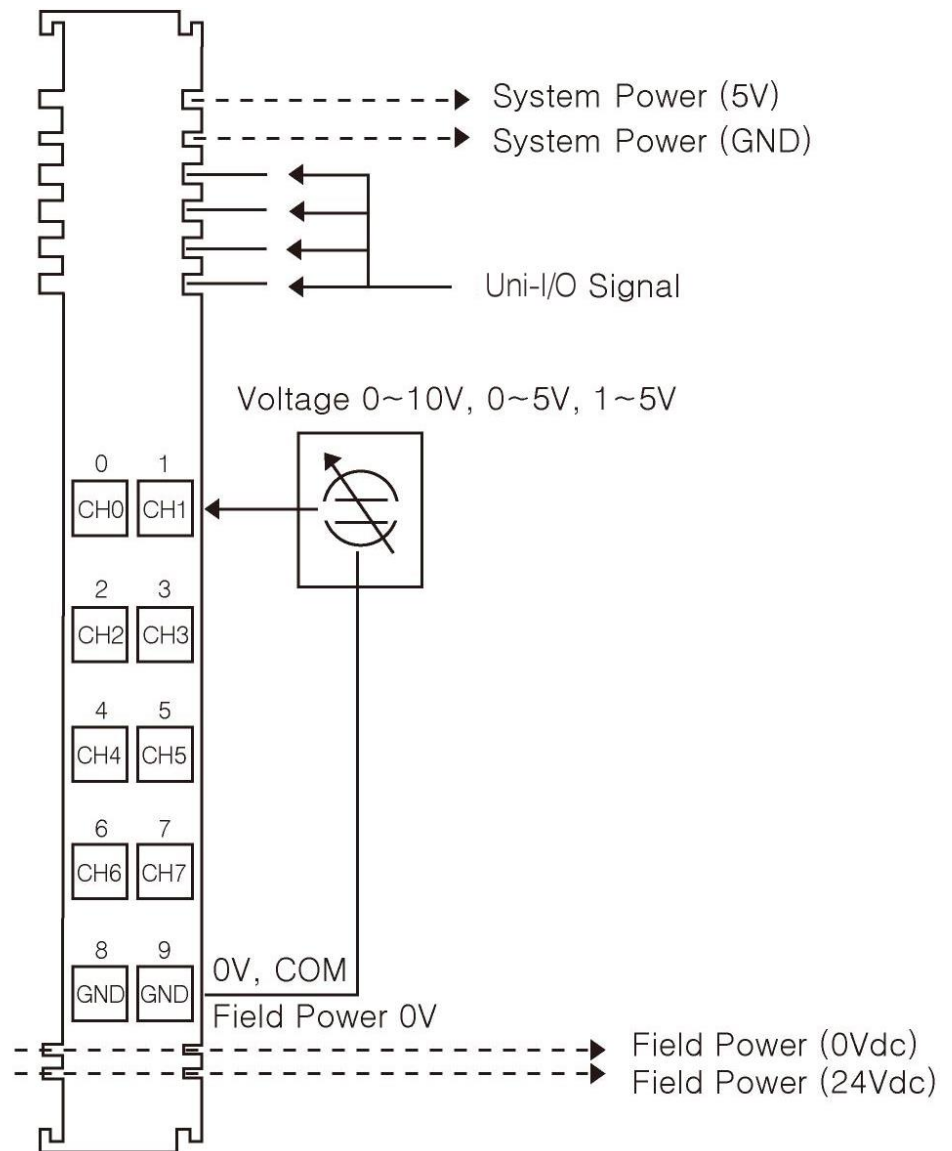 System Power (5V)
System Power (GND)
Uni-I/O Signal
Voltage 0~10V, 0~5V, 1~5V
0 1
CH0 CH1
2 3
CH2 CH3
4 5
CH4 CH5
6 7
CH6 CH7
8 9
GND GND
0V, COM
Field Power 0V
Field Power (0Vdc)
Field Power (24Vdc)